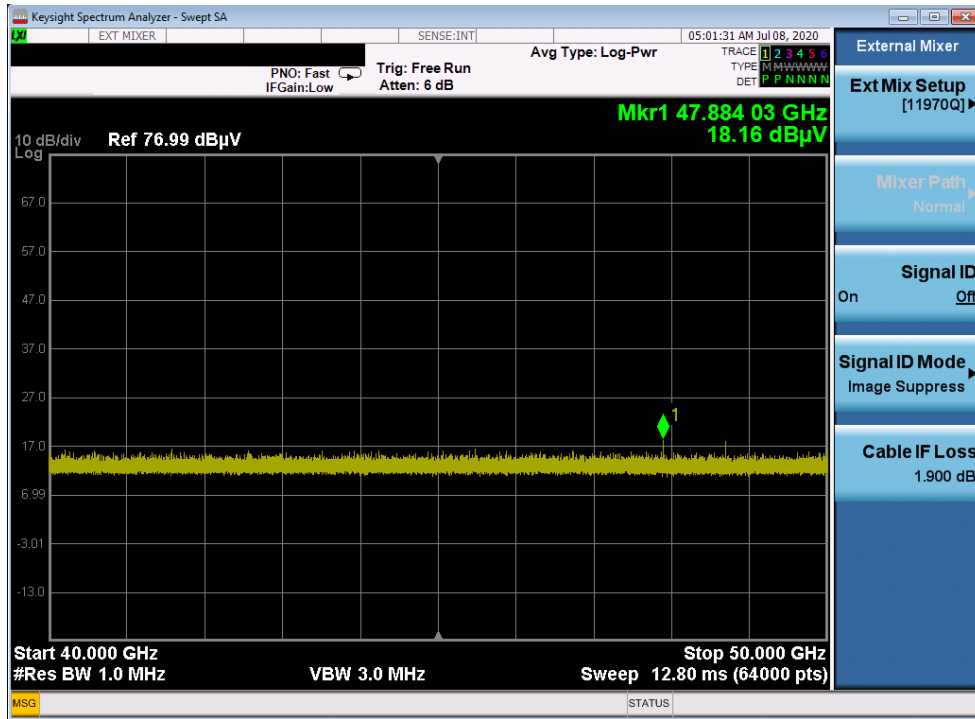 Keysight Spectrum Analyzer - Swept SA
LXI EXT MIXER SENSE:INT 05:01:31 AM Jul 08, 2020
PNO: Fast
IFGain:Low
Trig: Free Run
Atten: 6 dB
Avg Type: Log-Pwr
TRACE 1 2 3 4 5 6
TYPE M M W W W W
DET P P N N N N
Mkr1 47.884 03 GHz
18.16 dBµV
10 dB/div Ref 76.99 dBµV
Log
67.0
57.0
47.0
37.0
27.0
17.0
6.99
-3.01
-13.0
1
Start 40.000 GHz Stop 50.000 GHz
#Res BW 1.0 MHz VBW 3.0 MHz Sweep 12.80 ms (64000 pts)
MSG STATUS
External Mixer
Ext Mix Setup
[11970Q]
Mixer Path
Normal
Signal ID
On Off
Signal ID Mode
Image Suppress
Cable IF Loss
1.900 dB